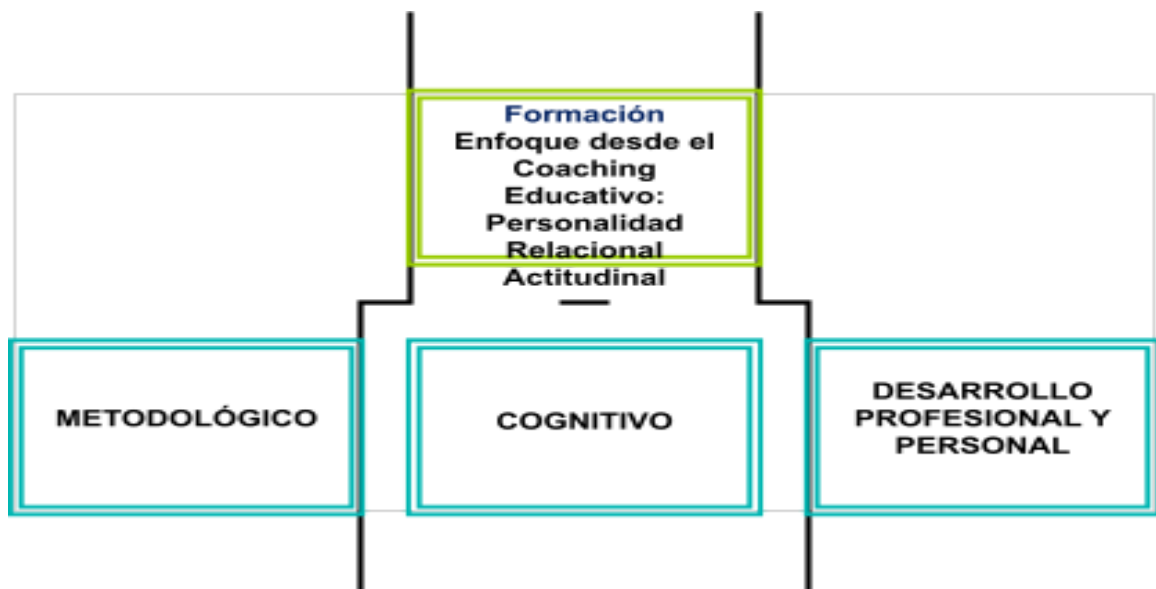 Formación
Enfoque desde el
Coaching
Educativo:
Personalidad
Relacional
Actitudinal
METODOLÓGICO
COGNITIVO
DESARROLLO
PROFESIONAL Y
PERSONAL